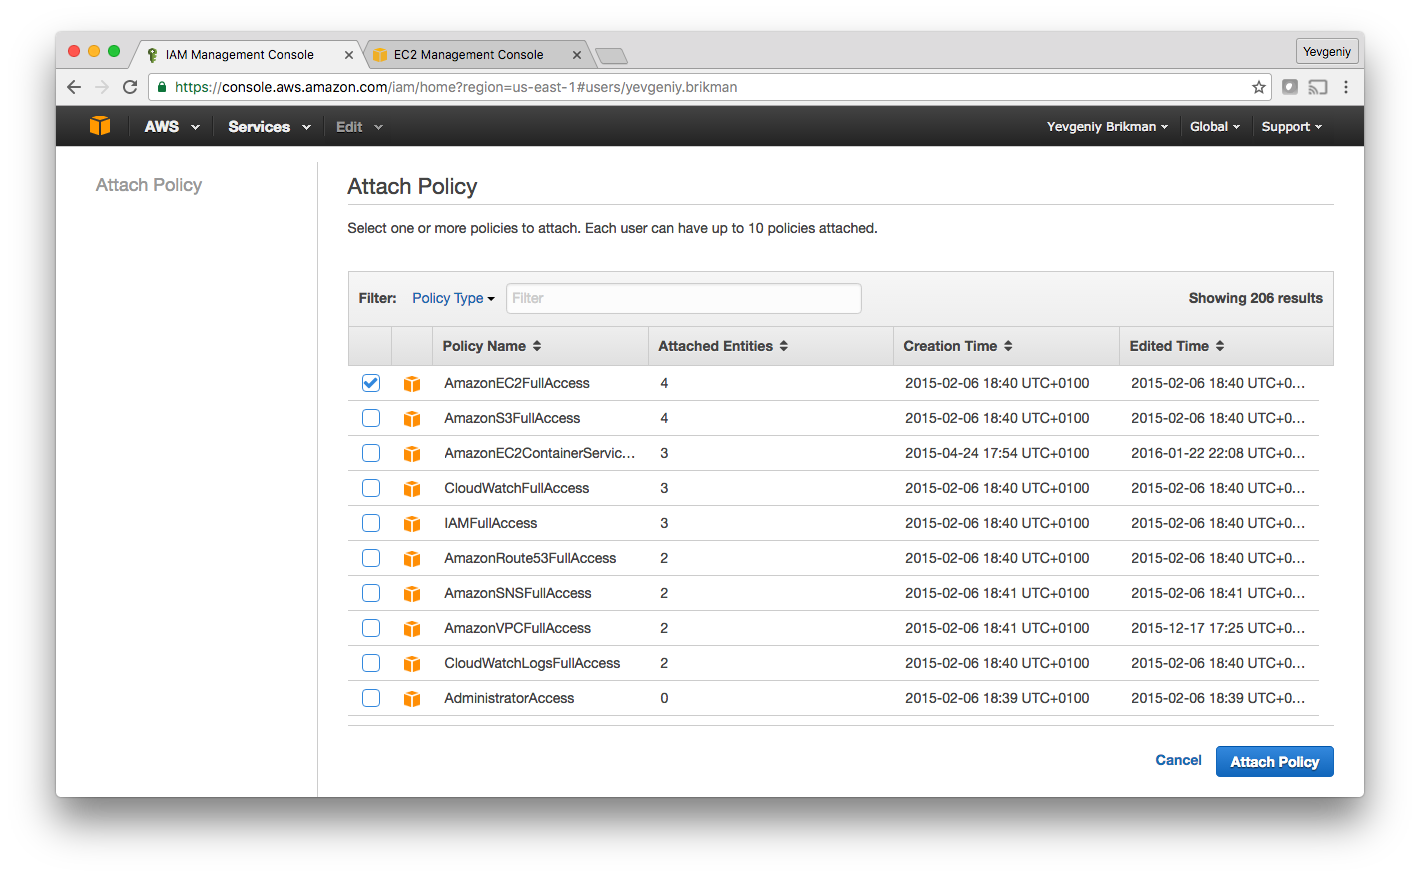 IAM Management Console
EC2 Management Console
Yevgeniy
https://console.aws.amazon.com/iam/home?region=us-east-1#users/yevgeniy.brikman
AWS Services Edit Yevgeniy Brikman Global Support
Attach Policy
Attach Policy
Select one or more policies to attach. Each user can have up to 10 policies attached.
Filter: Policy Type Filter Showing 206 results
Policy Name Attached Entities Creation Time Edited Time
AmazonEC2FullAccess 4 2015-02-06 18:40 UTC+0100 2015-02-06 18:40 UTC+0...
AmazonS3FullAccess 4 2015-02-06 18:40 UTC+0100 2015-02-06 18:40 UTC+0...
AmazonEC2ContainerServic... 3 2015-04-24 17:54 UTC+0100 2016-01-22 22:08 UTC+0...
CloudWatchFullAccess 3 2015-02-06 18:40 UTC+0100 2015-02-06 18:40 UTC+0...
IAMFullAccess 3 2015-02-06 18:40 UTC+0100 2015-02-06 18:40 UTC+0...
AmazonRoute53FullAccess 2 2015-02-06 18:40 UTC+0100 2015-02-06 18:40 UTC+0...
AmazonSNSFullAccess 2 2015-02-06 18:41 UTC+0100 2015-02-06 18:41 UTC+0...
AmazonVPCFullAccess 2 2015-02-06 18:41 UTC+0100 2015-12-17 17:25 UTC+0...
CloudWatchLogsFullAccess 2 2015-02-06 18:40 UTC+0100 2015-02-06 18:40 UTC+0...
AdministratorAccess 0 2015-02-06 18:39 UTC+0100 2015-02-06 18:39 UTC+0...
Cancel Attach Policy